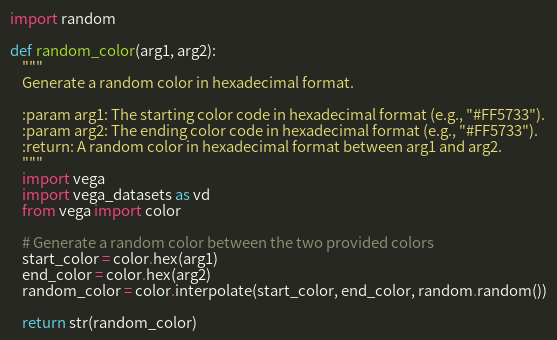 import random

def random_color(arg1, arg2):
    """
    Generate a random color in hexadecimal format.

    :param arg1: The starting color code in hexadecimal format (e.g., "#FF5733").
    :param arg2: The ending color code in hexadecimal format (e.g., "#FF5733").
    :return: A random color in hexadecimal format between arg1 and arg2.
    """
    import vega
    import vega_datasets as vd
    from vega import color

    # Generate a random color between the two provided colors
    start_color = color.hex(arg1)
    end_color = color.hex(arg2)
    random_color = color.interpolate(start_color, end_color, random.random())

    return str(random_color)